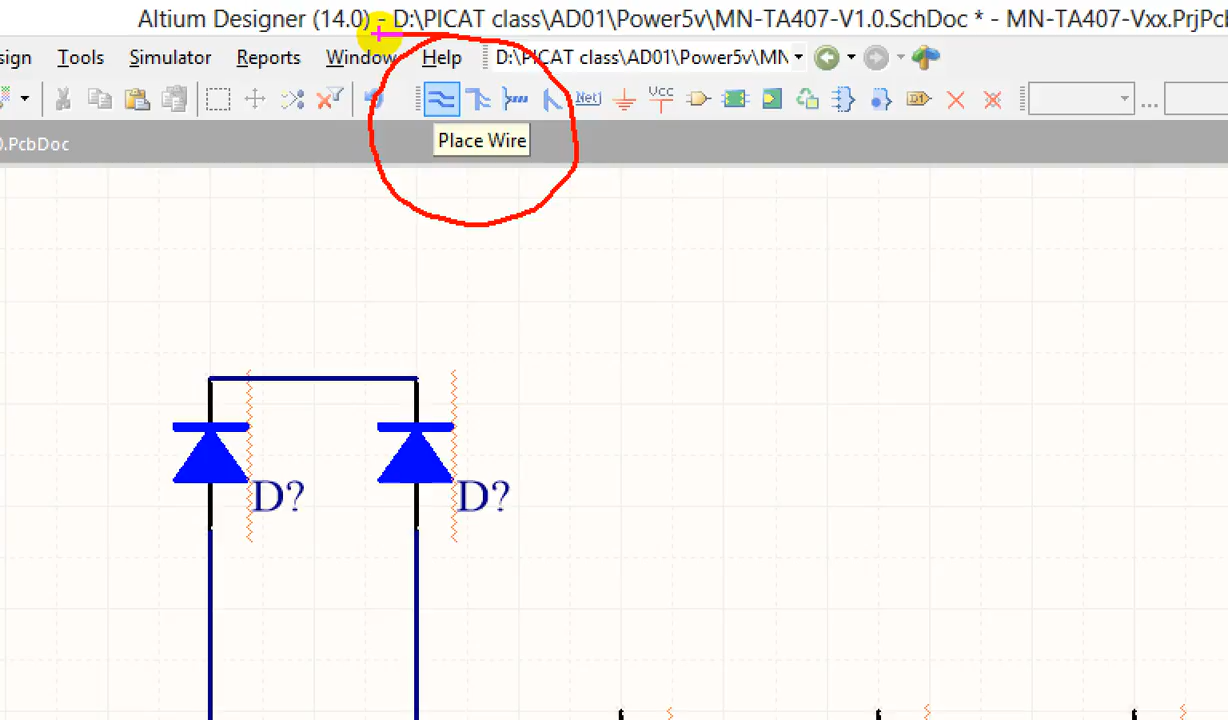 Altium Designer (14.0) - D:\PICAT class\AD01\Power5v\MN-TA407-V1.0.SchDoc * - MN-TA407-Vxx.PrjPcb
sign Tools Simulator Reports Window Help D:\PICAT class\AD01\Power5v\MN
Net Vcc D1 ...
Place Wire
0.PcbDoc
D? D?